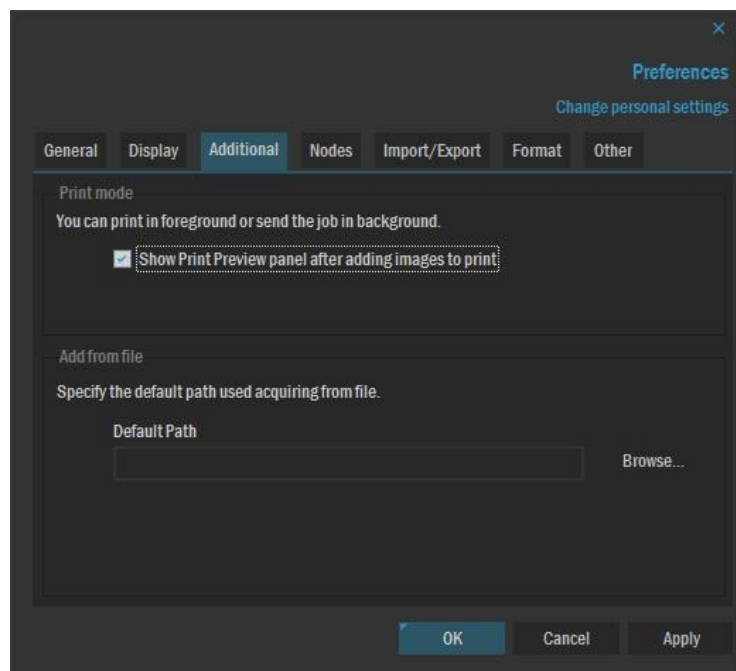 Preferences
Change personal settings
General Display Additional Nodes Import/Export Format Other
Print mode
You can print in foreground or send the job in background.
Show Print Preview panel after adding images to print
Add from file
Specify the default path used acquiring from file.
Default Path
Browse...
OK Cancel Apply